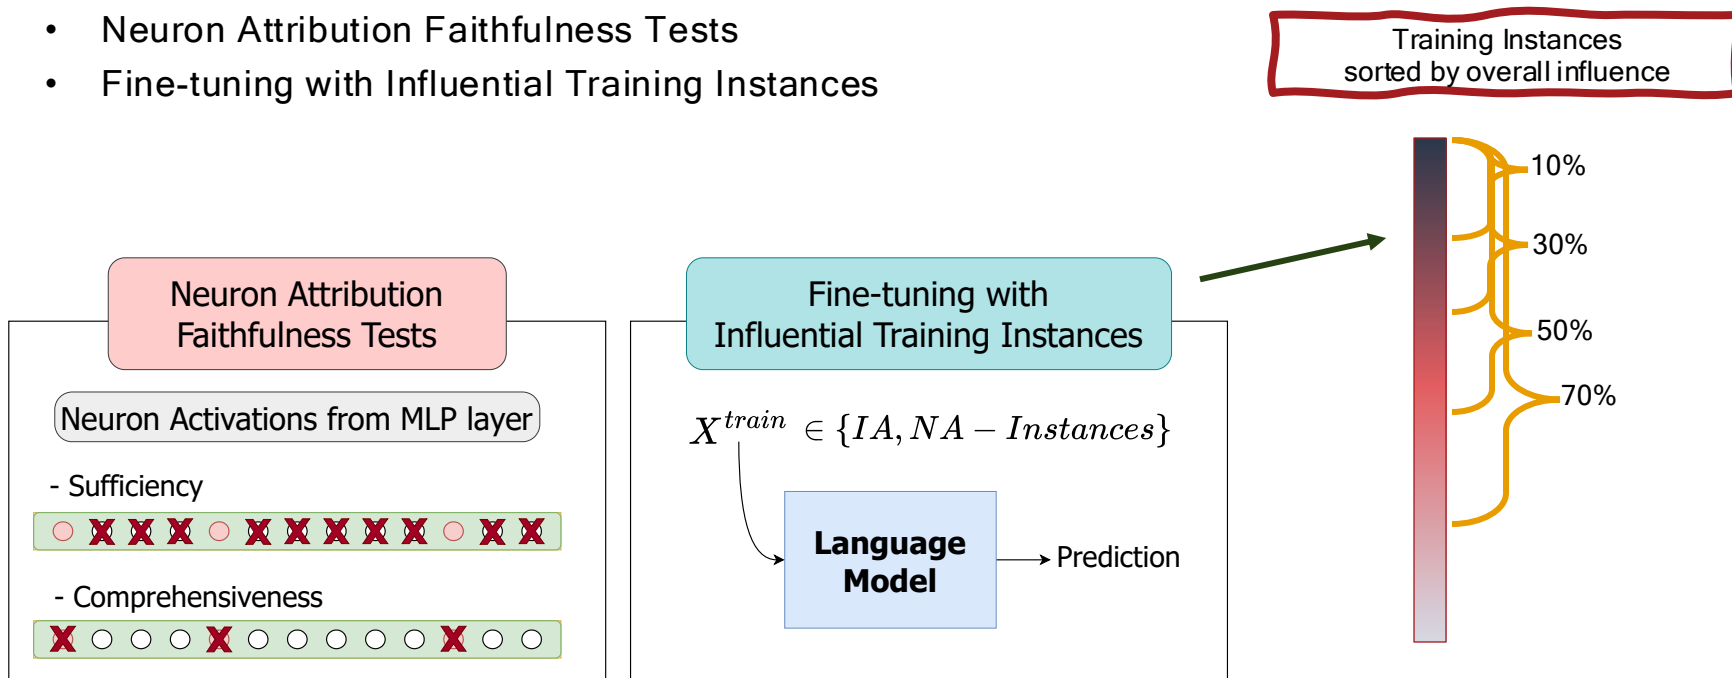 • Neuron Attribution Faithfulness Tests
• Fine-tuning with Influential Training Instances
Training Instances
sorted by overall influence
10%
30%
50%
70%
Neuron Attribution
Faithfulness Tests
Neuron Activations from MLP layer
- Sufficiency
- Comprehensiveness
Fine-tuning with
Influential Training Instances
X^{train} ∈ {IA, NA − Instances}
Language
Model
Prediction